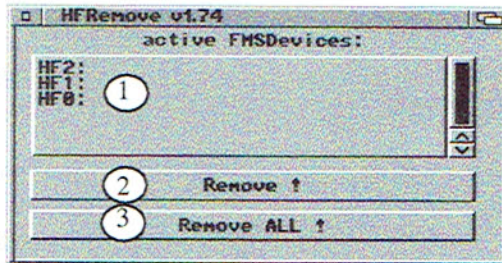 HFRemove v1.74
active FMSDevices:
HF2:
HF1:
HF0:
1
2 Remove ↑
3 Remove ALL ↑